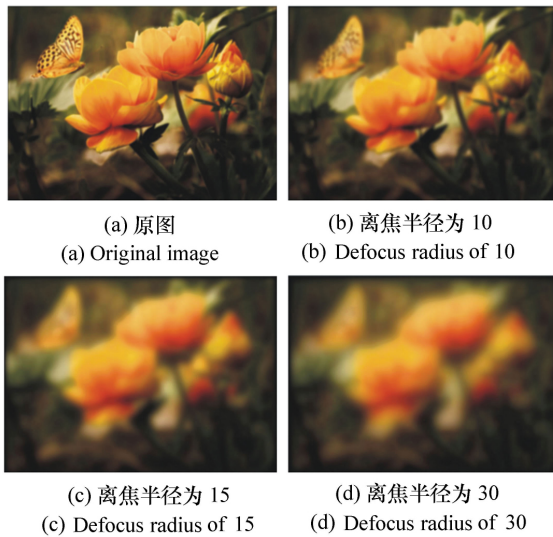 (a) 原图
(a) Original image
(b) 离焦半径为 10
(b) Defocus radius of 10
(c) 离焦半径为 15
(c) Defocus radius of 15
(d) 离焦半径为 30
(d) Defocus radius of 30